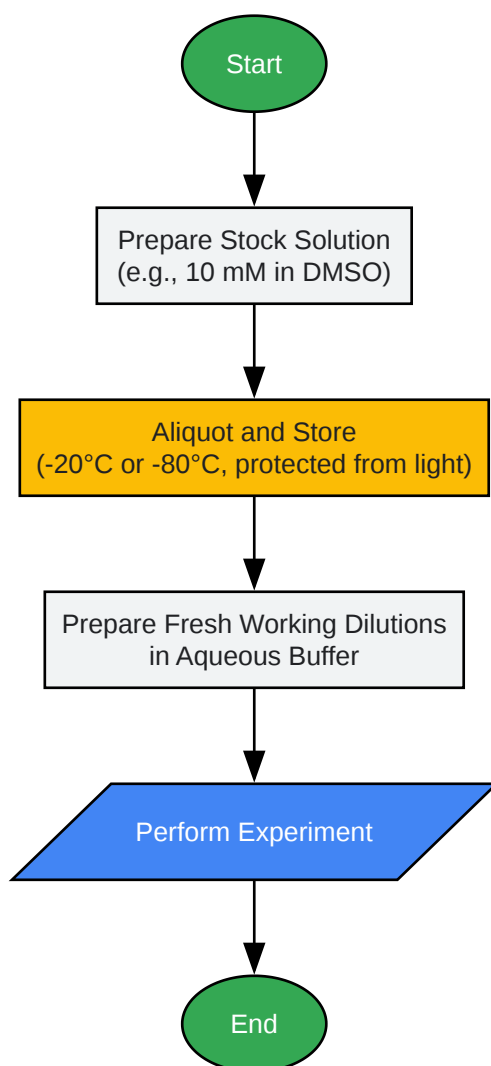 Start
Prepare Stock Solution
(e.g., 10 mM in DMSO)
Aliquot and Store
(-20°C or -80°C, protected from light)
Prepare Fresh Working Dilutions
in Aqueous Buffer
Perform Experiment
End